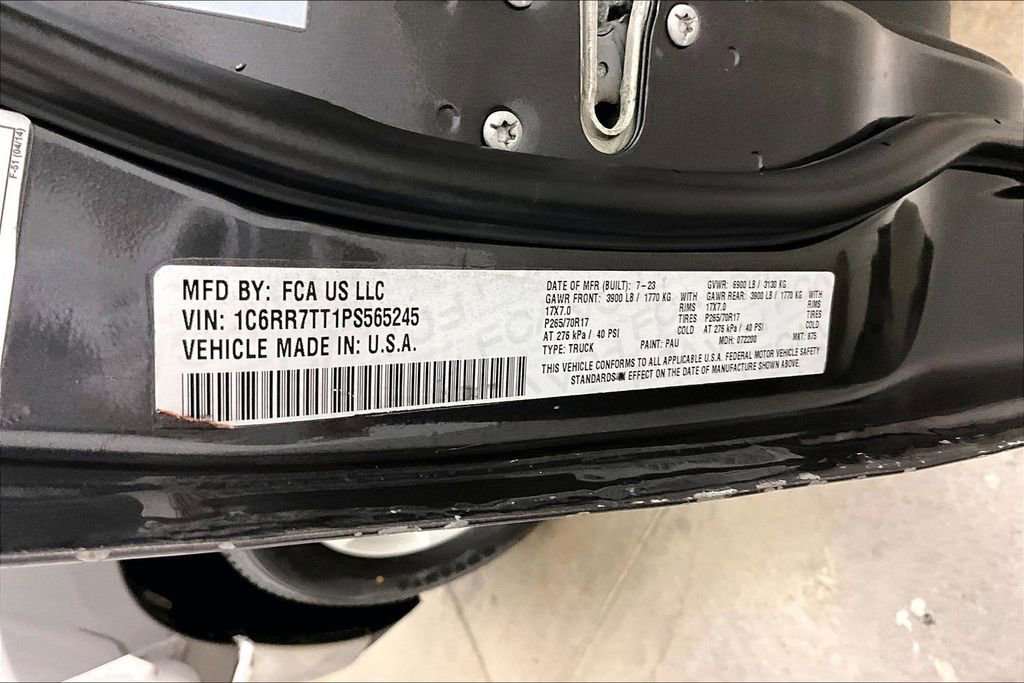 F-51 (04/14)
MFD BY: FCA US LLC
VIN: 1C6RR7TT1PS565245
VEHICLE MADE IN: U.S.A.
DATE OF MFR (BUILT): 7-23 GVWR: 6900 LB / 3130 KG
GAWR FRONT: 3900 LB / 1770 KG WITH GAWR REAR: 3900 LB / 1770 KG WITH
17X7.0 RIMS 17X7.0 RIMS
P265/70R17 TIRES P265/70R17 TIRES
AT 276 KPA / 40 PSI COLD AT 276 KPA / 40 PSI COLD
TYPE: TRUCK PAINT: PAU MDH: 072200 MKT: 875
THIS VEHICLE CONFORMS TO ALL APPLICABLE U.S.A. FEDERAL MOTOR VEHICLE SAFETY
STANDARDS IN EFFECT ON THE DATE OF MANUFACTURE SHOWN ABOVE.